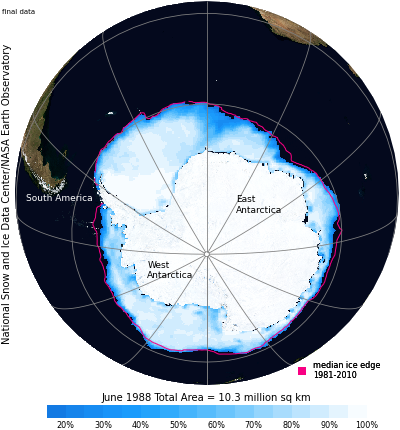 final data
National Snow and Ice Data Center/NASA Earth Observatory
South America
East
Antarctica
West
Antarctica
median ice edge
1981-2010
June 1988 Total Area = 10.3 million sq km
20% 30% 40% 50% 60% 70% 80% 90% 100%